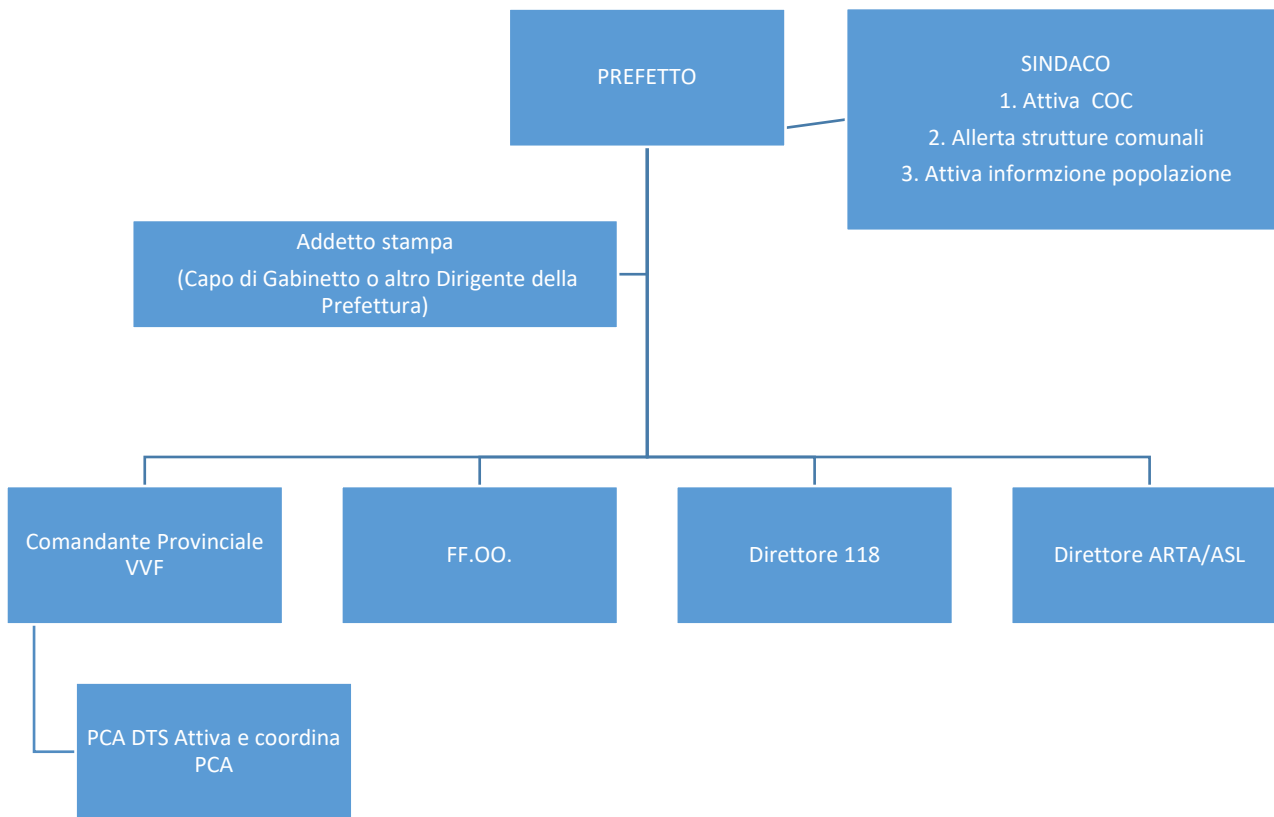 PREFETTO
SINDACO
1. Attiva COC
2. Allerta strutture comunali
3. Attiva informzione popolazione
Addetto stampa
(Capo di Gabinetto o altro Dirigente della
Prefettura)
Comandante Provinciale
VVF
FF.OO.
Direttore 118
Direttore ARTA/ASL
PCA DTS Attiva e coordina
PCA